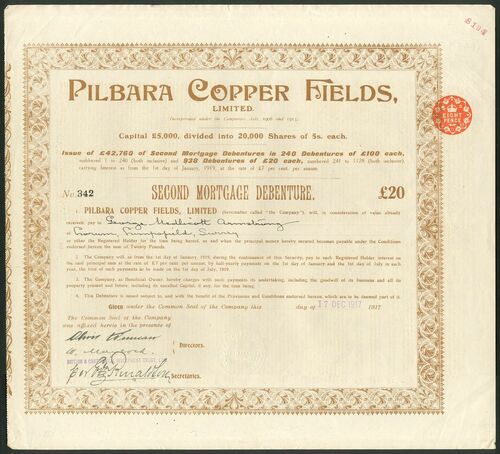 8194
PILBARA COPPER FIELDS,
LIMITED.
(Incorporated under the Companies Acts, 1908 and 1913).
EIGHT
PENCE
Capital £5,000, divided into 20,000 Shares of 5s. each.
Issue of £42,760 of Second Mortgage Debentures in 240 Debentures of £100 each,
numbered 1 to 240 (both inclusive) and 938 Debentures of £20 each, numbered 241 to 1178 (both inclusive),
carrying interest as from the 1st day of January, 1919, at the rate of £7 per cent. per annum.
No. 342 SECOND MORTGAGE DEBENTURE. £20
1. PILBARA COPPER FIELDS, LIMITED (hereinafter called "the Company"), will, in consideration of value already
received, pay to George Medlicott Armstrong
of Surrey
or other the Registered Holder for the time being hereof, as and when the principal money hereby secured becomes payable under the Conditions
endorsed hereon the sum of Twenty Pounds.
2. The Company will as from the 1st day of January, 1919, during the continuance of this Security, pay to such Registered Holder interest on
the said principal sum at the rate of £7 per cent. per annum, by half-yearly payments on the 1st day of January and the 1st day of July in each
year, the first of such payments to be made on the 1st day of July, 1919.
3. The Company, as Beneficial Owner, hereby charges with such payments its undertaking, including the goodwill of its business and all its
property present and future, including its uncalled Capital, if any, for the time being.
4. This Debenture is issued subject to, and with the benefit of the Provisions and Conditions endorsed hereon, which are to be deemed part of it.
Given under the Common Seal of the Company this 17 DEC 1917 day of 1917
The Common Seal of the Company
was affixed hereto in the presence of
Directors.
Secretaries.